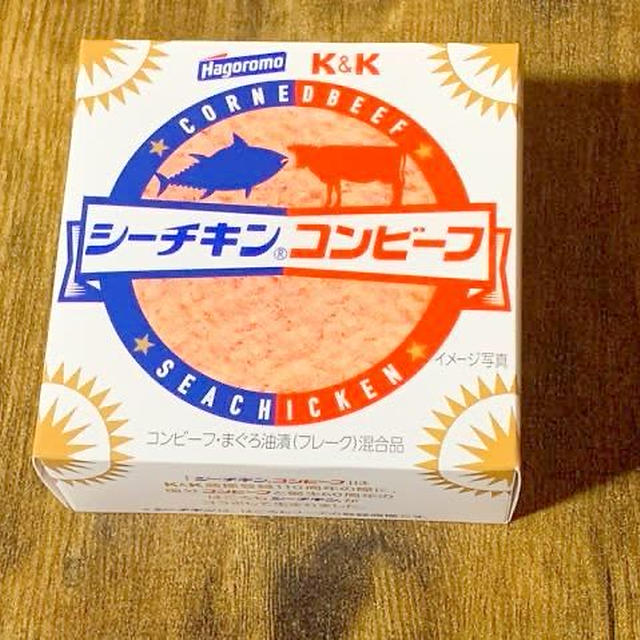 Hagoromo K&K
CORNEDBEEF
シーチキン®コンビーフ
SEACHICKEN
イメージ写真
コンビーフ・まぐろ油漬(フレーク)混合品
「シーチキンコンビーフ」は